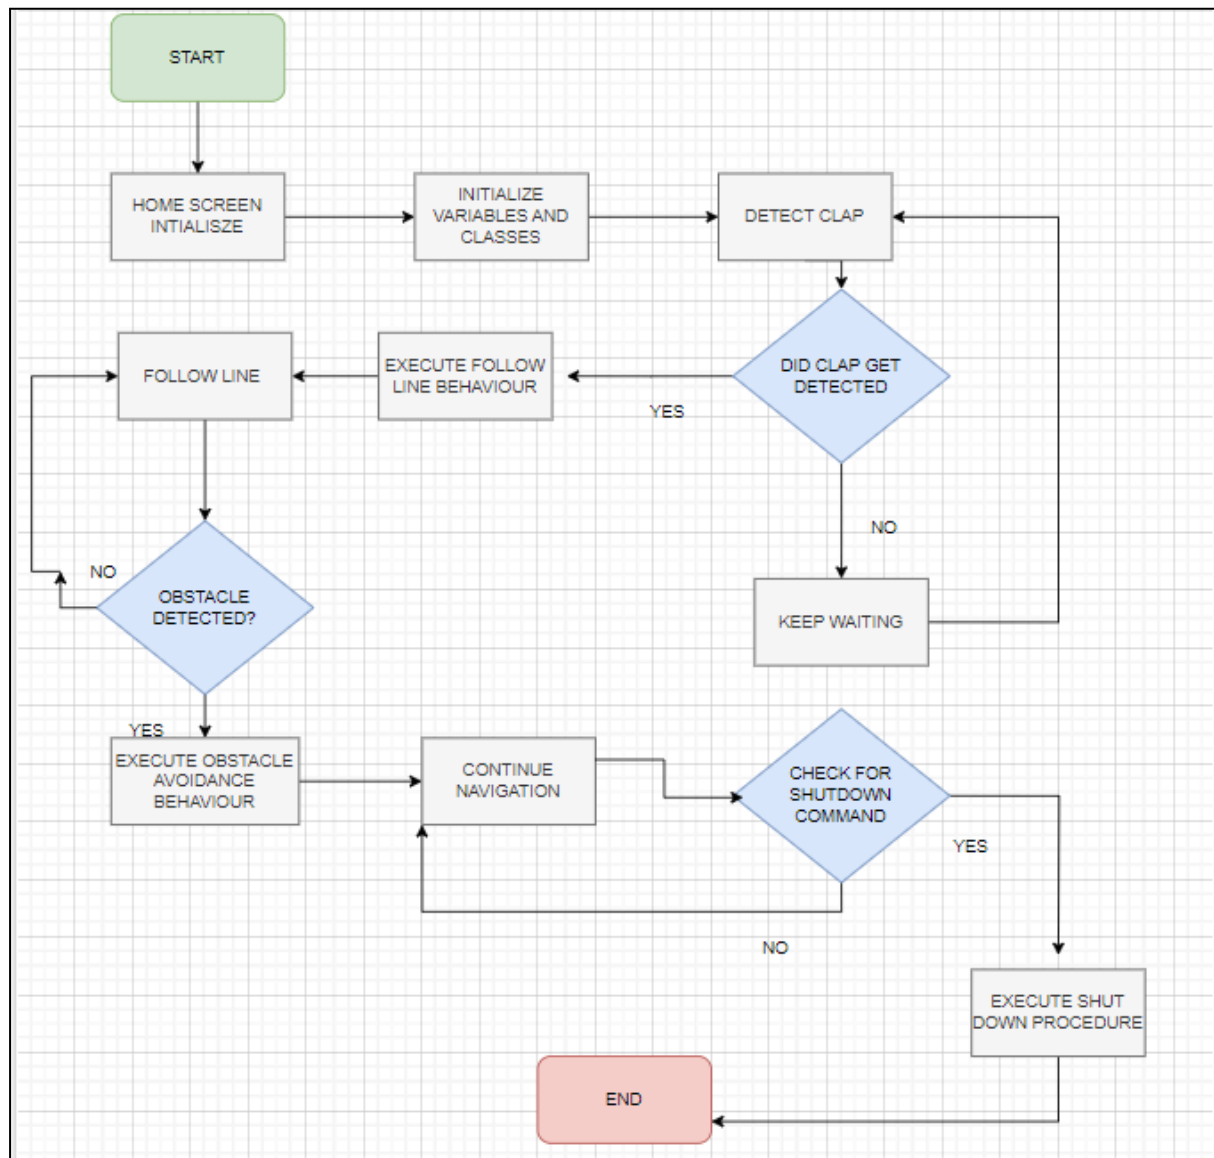 START
HOME SCREEN
INTIALISZE
INITIALIZE
VARIABLES AND
CLASSES
DETECT CLAP
DID CLAP GET
DETECTED
YES
EXECUTE FOLLOW
LINE BEHAVIOUR
FOLLOW LINE
NO
KEEP WAITING
NO
OBSTACLE
DETECTED?
YES
EXECUTE OBSTACLE
AVOIDANCE
BEHAVIOUR
CONTINUE
NAVIGATION
CHECK FOR
SHUTDOWN
COMMAND
YES
NO
EXECUTE SHUT
DOWN PROCEDURE
END